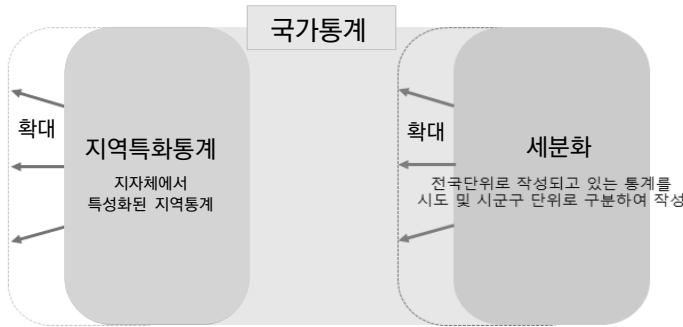 국가통계
확대
지역특화통계
지자체에서
특성화된 지역통계
확대
세분화
전국단위로 작성되고 있는 통계를
시도 및 시군구 단위로 구분하여 작성